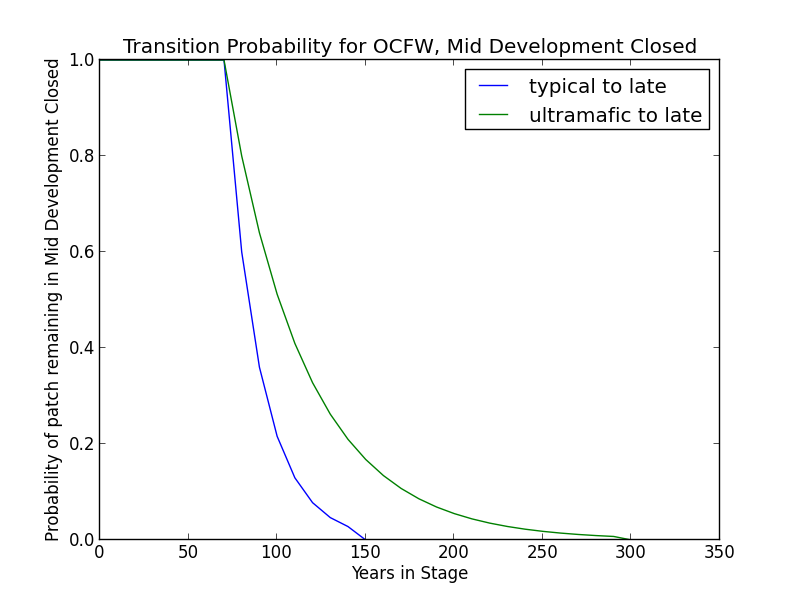 Transition Probability for OCFW, Mid Development Closed
typical to late
ultramafic to late
Probability of patch remaining in Mid Development Closed
1.0
0.8
0.6
0.4
0.2
0.0
0 50 100 150 200 250 300 350
Years in Stage